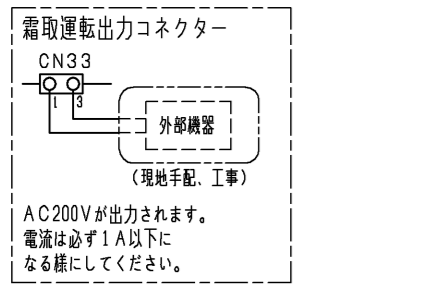 霜取運転出力コネクター
CN33
1 3
外部機器
(現地手配、工事)
AC200Vが出力されます。
電流は必ず1A以下に
なる様にしてください。